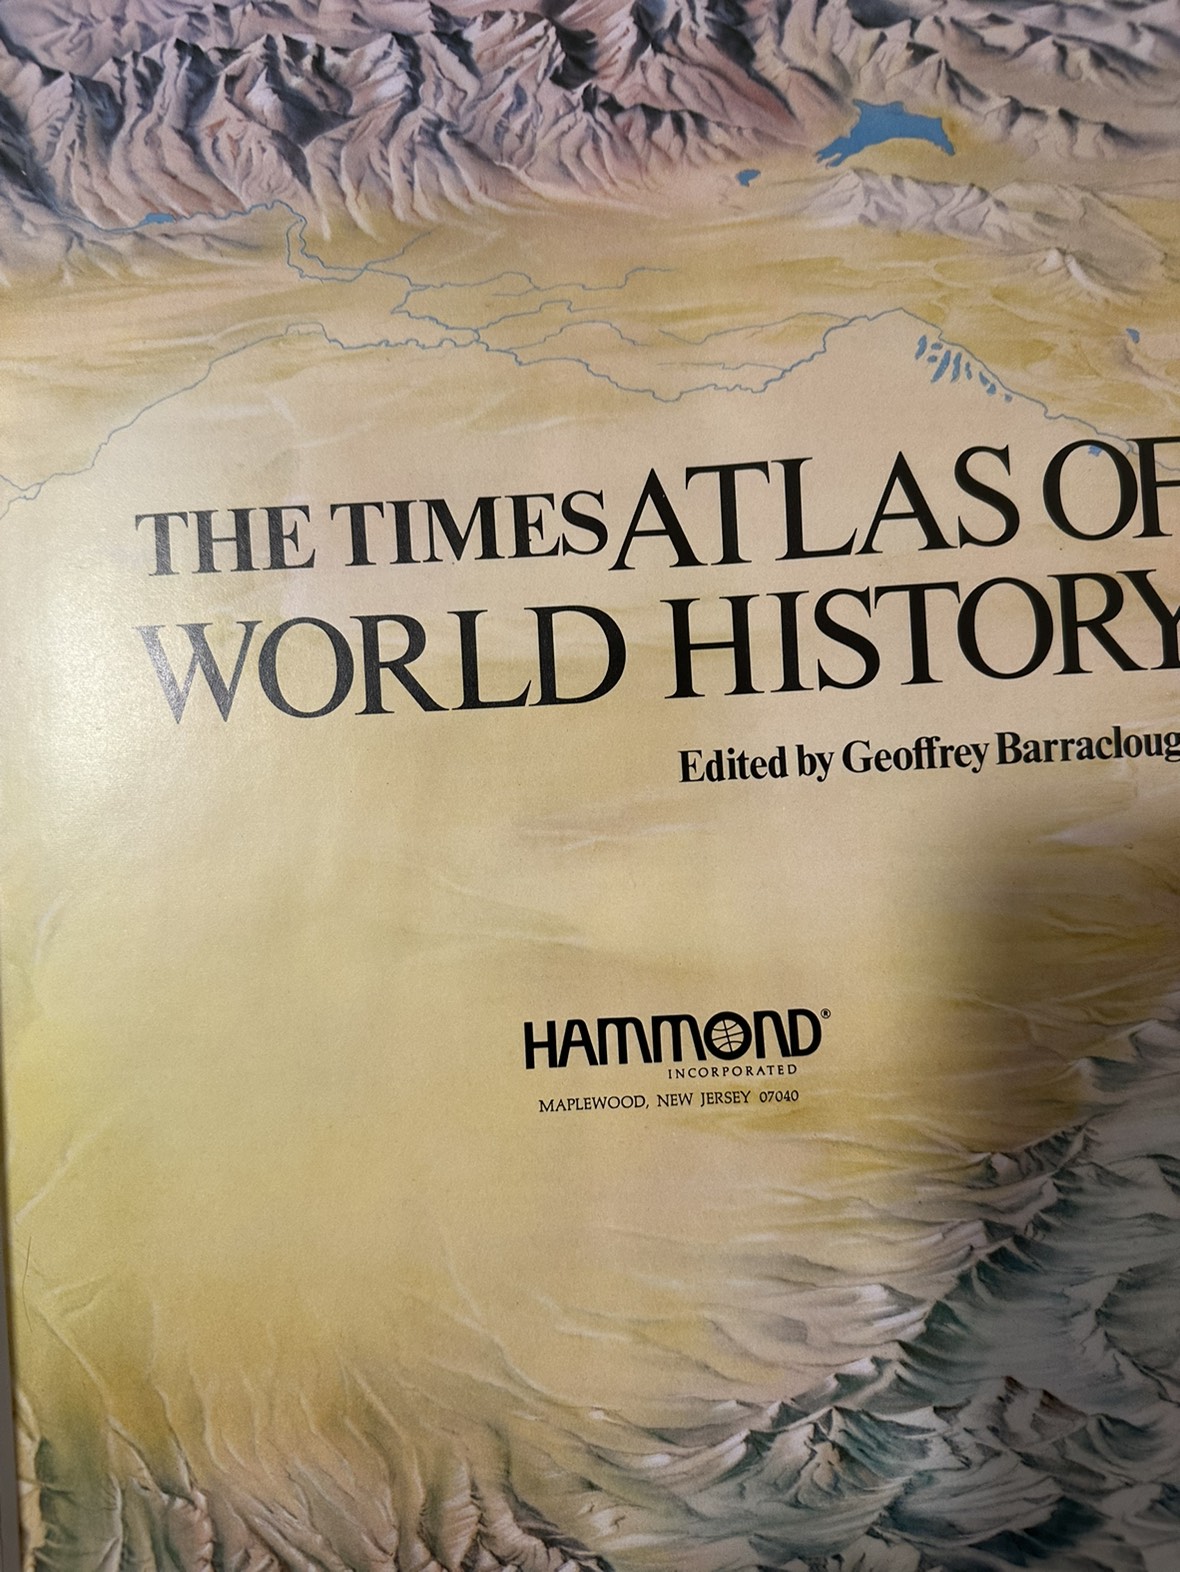 THE TIMES ATLAS OF
WORLD HISTORY
Edited by Geoffrey Barracloug
HAMMOND®
INCORPORATED
MAPLEWOOD, NEW JERSEY 07040